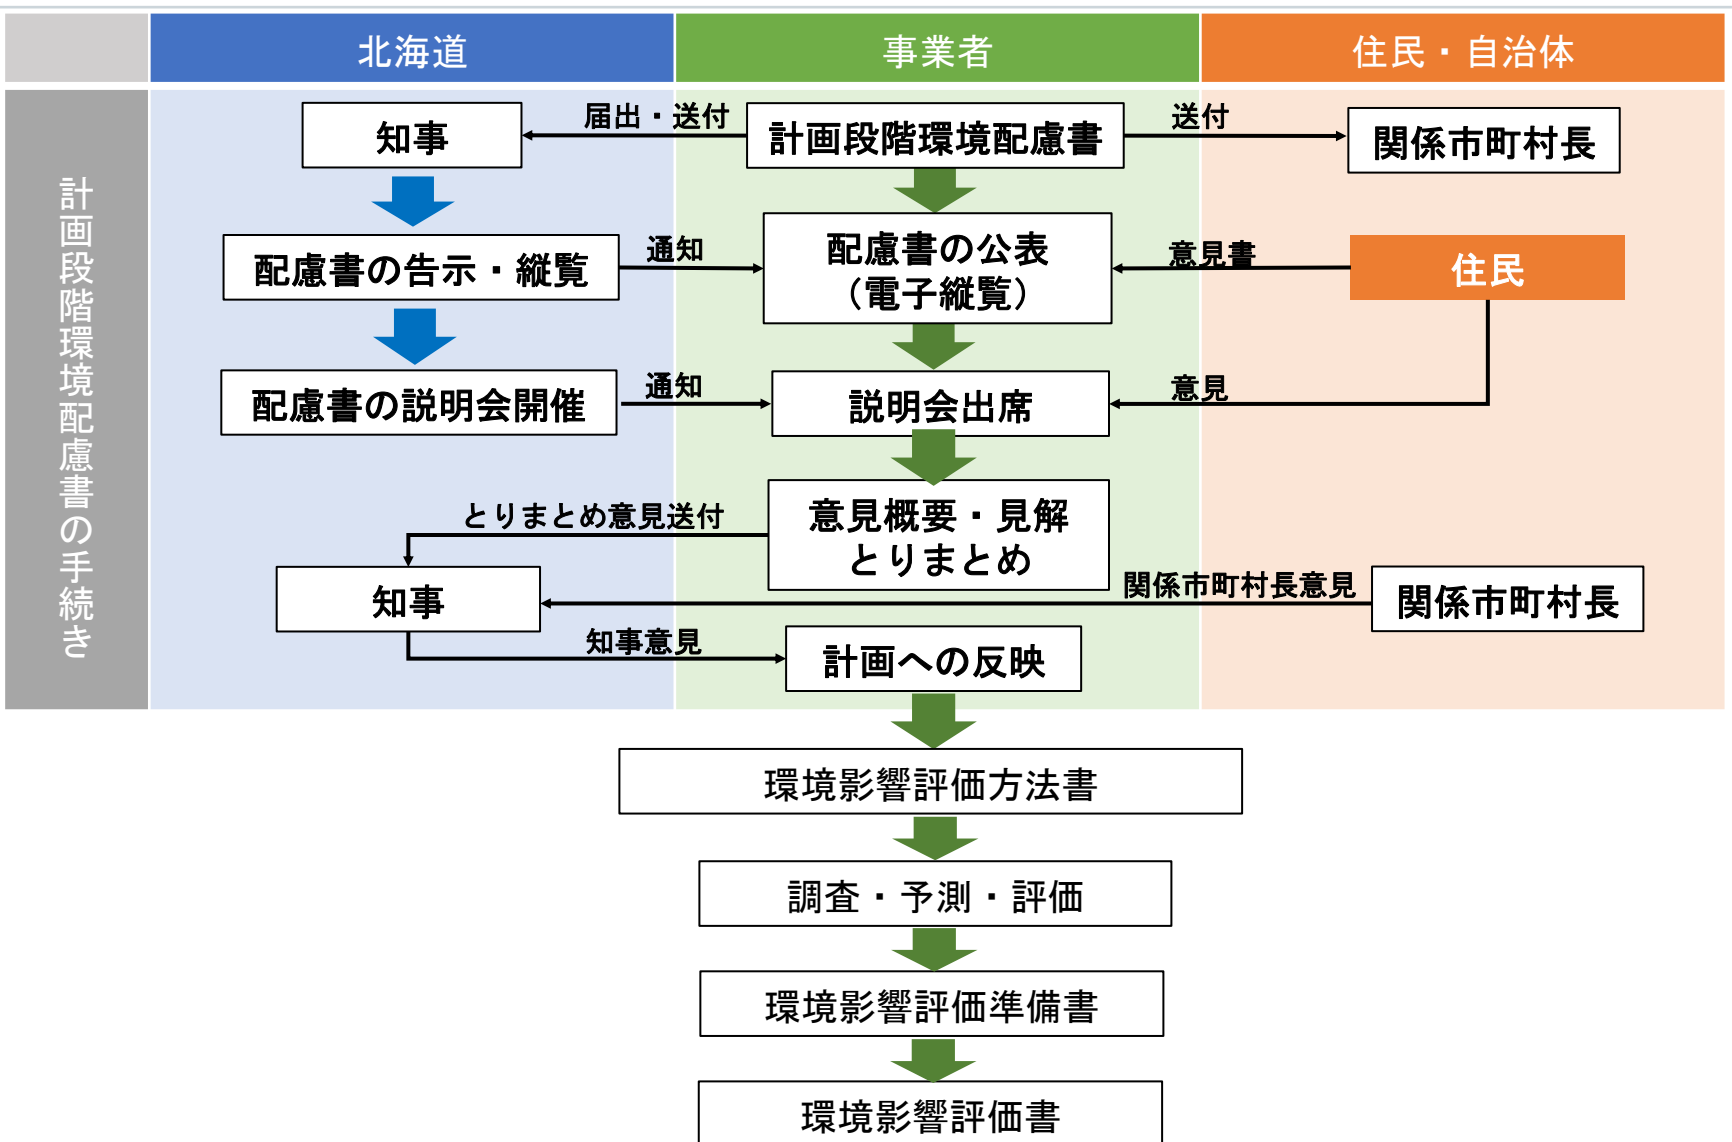 北海道
事業者
住民・自治体
計画段階環境配慮書の手続き
知事
届出・送付
計画段階環境配慮書
送付
関係市町村長
配慮書の告示・縦覧
通知
配慮書の公表
（電子縦覧）
意見書
住民
配慮書の説明会開催
通知
説明会出席
意見
とりまとめ意見送付
意見概要・見解
とりまとめ
知事
関係市町村長意見
関係市町村長
知事意見
計画への反映
環境影響評価方法書
調査・予測・評価
環境影響評価準備書
環境影響評価書